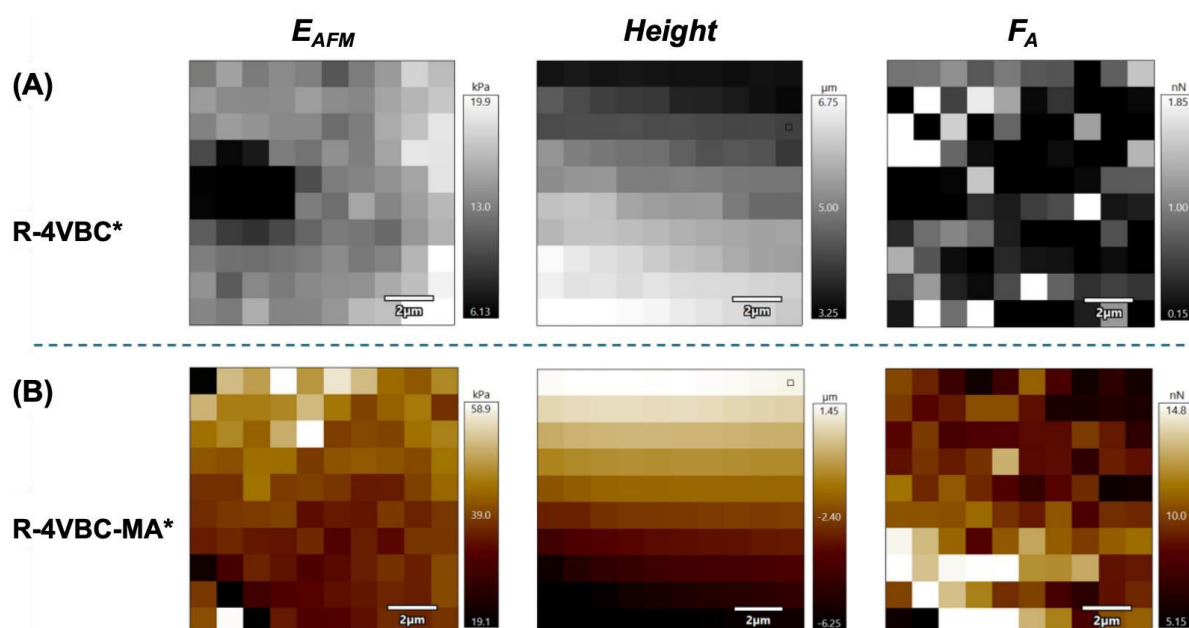 E_AFM Height F_A
(A)
R-4VBC*
kPa
19.9
13.0
6.13
2µm
µm
6.75
5.00
3.25
2µm
nN
1.85
1.00
0.15
2µm
(B)
R-4VBC-MA*
kPa
58.9
39.0
19.1
2µm
µm
1.45
-2.40
-6.25
2µm
nN
14.8
10.0
5.15
2µm